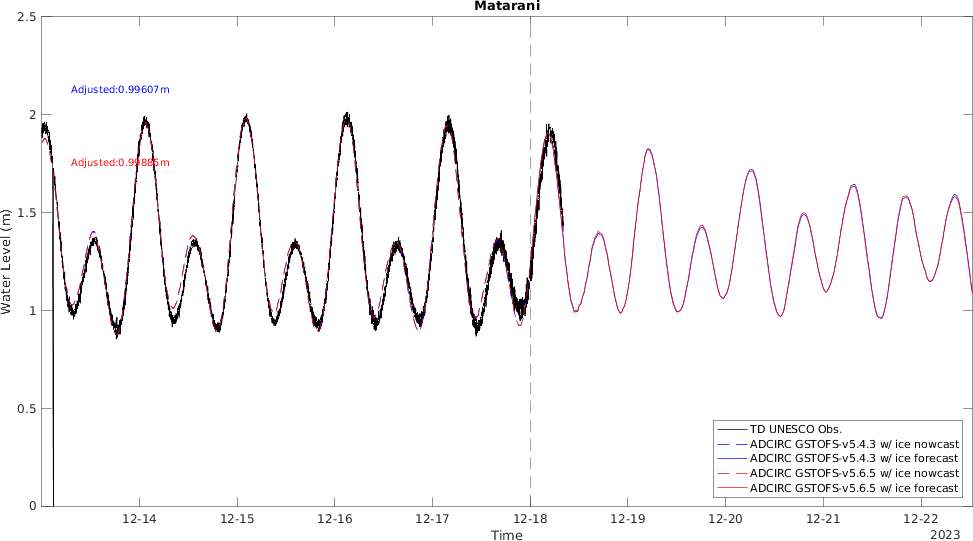 Matarani
2.5
2
1.5
1
0.5
0
Water Level (m)
Adjusted:0.99607m
Adjusted:0.99885m
TD UNESCO Obs.
ADCIRC GSTOFS-v5.4.3 w/ ice nowcast
ADCIRC GSTOFS-v5.4.3 w/ ice forecast
ADCIRC GSTOFS-v5.6.5 w/ ice nowcast
ADCIRC GSTOFS-v5.6.5 w/ ice forecast
12-14 12-15 12-16 12-17 12-18 12-19 12-20 12-21 12-22
Time
2023